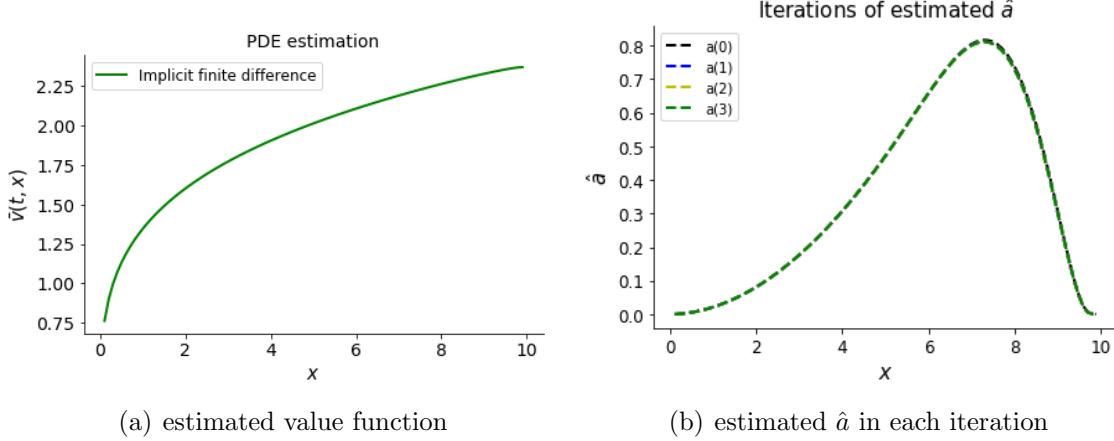 PDE estimation
Implicit finite difference
2.25
2.00
1.75
1.50
1.25
1.00
0.75
ṽ(t, x)
0 2 4 6 8 10
x
(a) estimated value function
Iterations of estimated â
a(0)
a(1)
a(2)
a(3)
0.8
0.7
0.6
0.5
0.4
0.3
0.2
0.1
0.0
â
0 2 4 6 8 10
x
(b) estimated â in each iteration